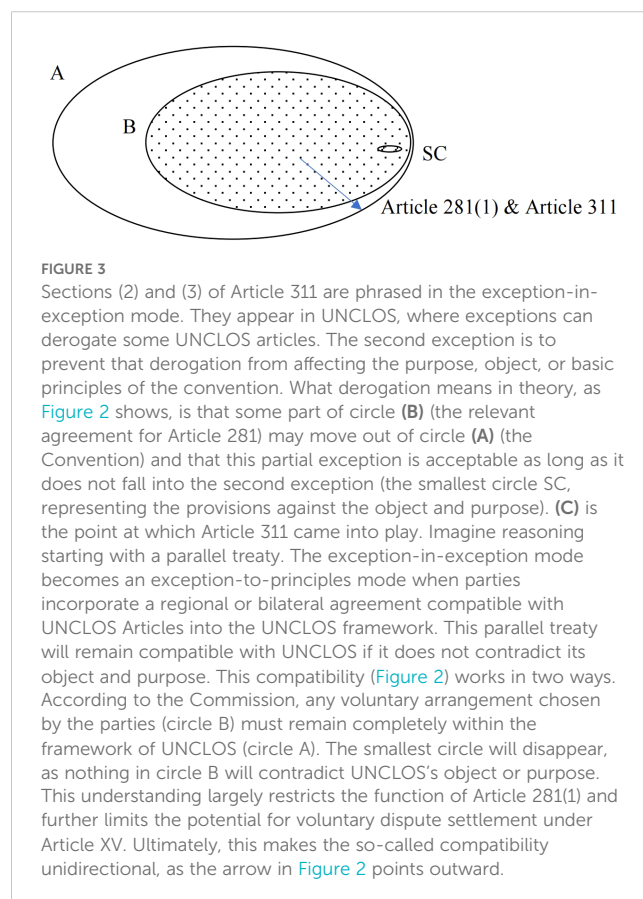 A
B
SC
Article 281(1) & Article 311
FIGURE 3
Sections (2) and (3) of Article 311 are phrased in the exception-in-
exception mode. They appear in UNCLOS, where exceptions can
derogate some UNCLOS articles. The second exception is to
prevent that derogation from affecting the purpose, object, or basic
principles of the convention. What derogation means in theory, as
Figure 2 shows, is that some part of circle (B) (the relevant
agreement for Article 281) may move out of circle (A) (the
Convention) and that this partial exception is acceptable as long as it
does not fall into the second exception (the smallest circle SC,
representing the provisions against the object and purpose). (C) is
the point at which Article 311 came into play. Imagine reasoning
starting with a parallel treaty. The exception-in-exception mode
becomes an exception-to-principles mode when parties
incorporate a regional or bilateral agreement compatible with
UNCLOS Articles into the UNCLOS framework. This parallel treaty
will remain compatible with UNCLOS if it does not contradict its
object and purpose. This compatibility (Figure 2) works in two ways.
According to the Commission, any voluntary arrangement chosen
by the parties (circle B) must remain completely within the
framework of UNCLOS (circle A). The smallest circle will disappear,
as nothing in circle B will contradict UNCLOS's object or purpose.
This understanding largely restricts the function of Article 281(1) and
further limits the potential for voluntary dispute settlement under
Article XV. Ultimately, this makes the so-called compatibility
unidirectional, as the arrow in Figure 2 points outward.